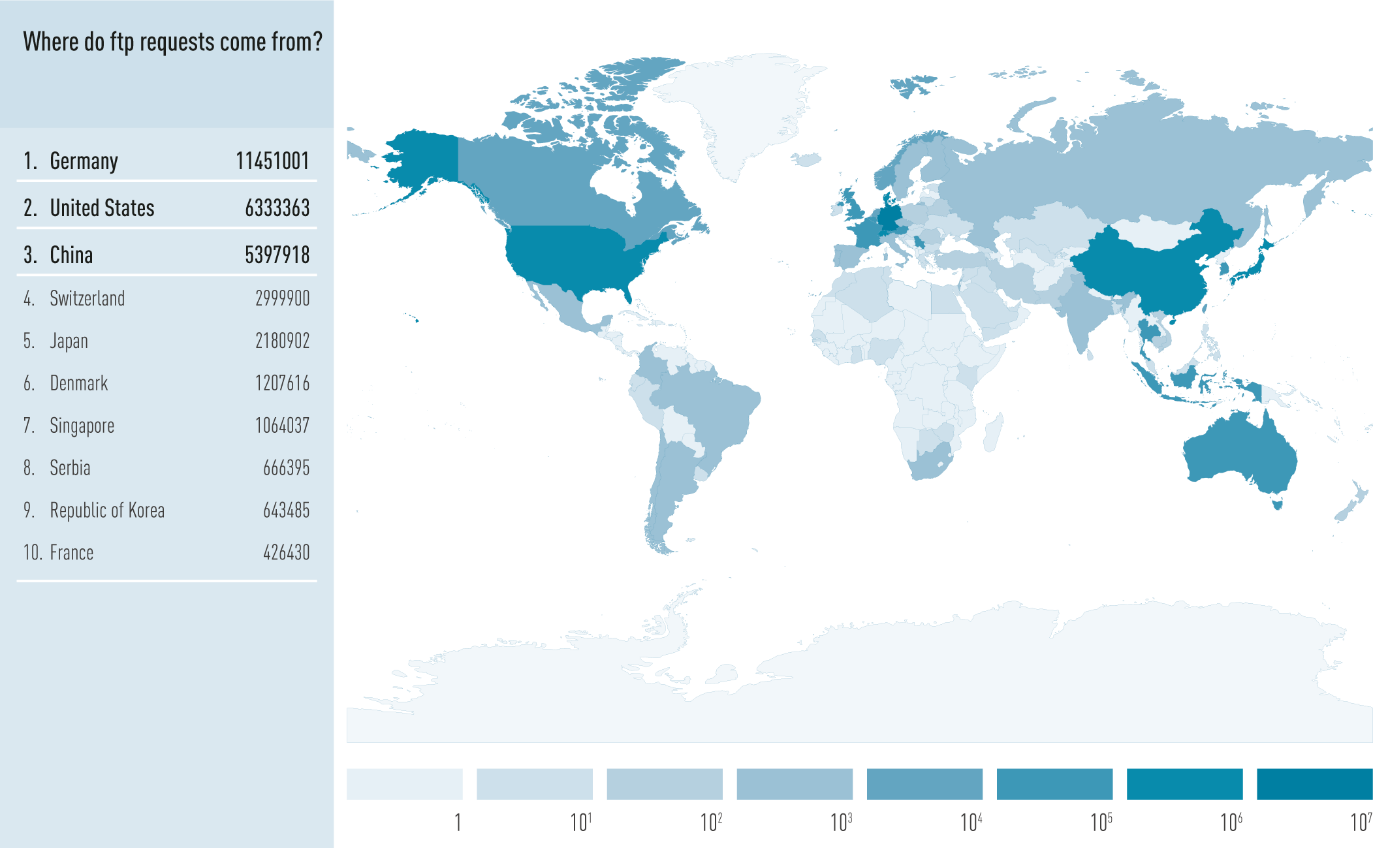 Where do ftp requests come from?
1. Germany 11451001
2. United States 6333363
3. China 5397918
4. Switzerland 2999900
5. Japan 2180902
6. Denmark 1207616
7. Singapore 1064037
8. Serbia 666395
9. Republic of Korea 643485
10. France 426430
1 10¹ 10² 10³ 10⁴ 10⁵ 10⁶ 10⁷